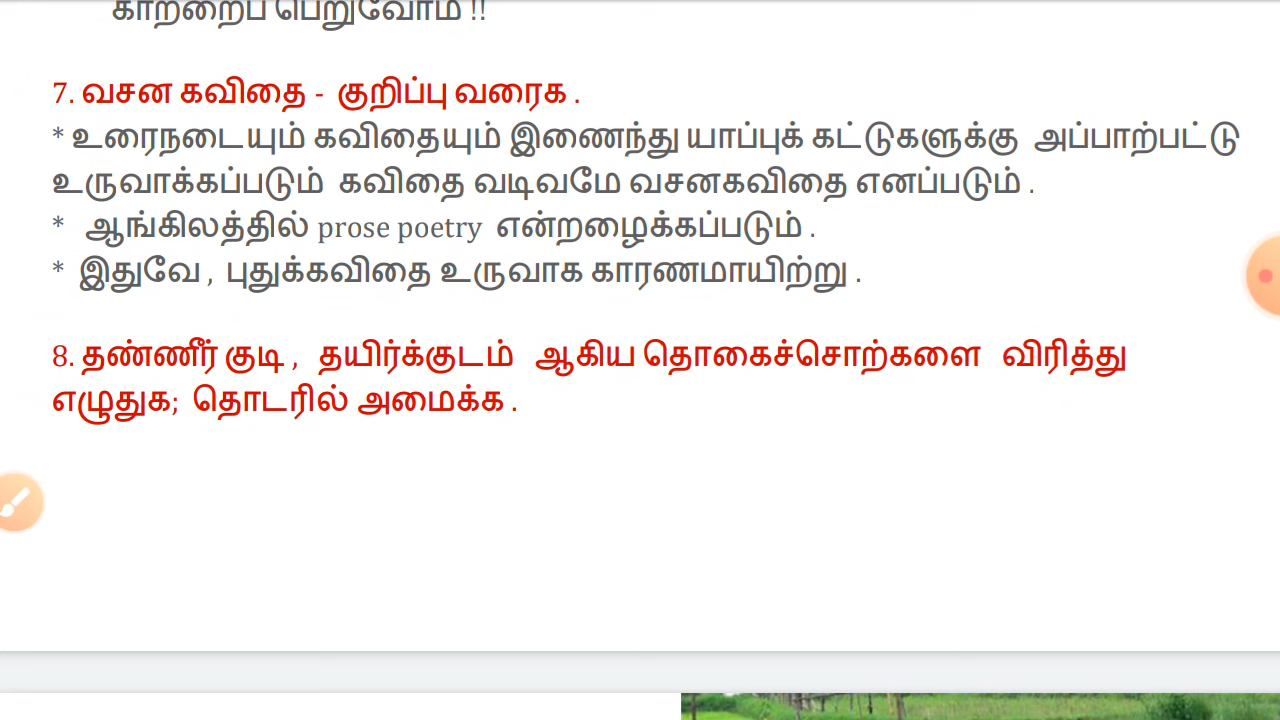 காற்றைப் பெறுவோம் !!
7. வசன கவிதை - குறிப்பு வரைக .
* உரைநடையும் கவிதையும் இணைந்து யாப்புக் கட்டுகளுக்கு அப்பாற்பட்டு
உருவாக்கப்படும் கவிதை வடிவமே வசனகவிதை எனப்படும் .
* ஆங்கிலத்தில் prose poetry என்றழைக்கப்படும் .
* இதுவே , புதுக்கவிதை உருவாக காரணமாயிற்று .
8. தண்ணீர் குடி , தயிர்க்குடம் ஆகிய தொகைச்சொற்களை விரித்து
எழுதுக; தொடரில் அமைக்க .